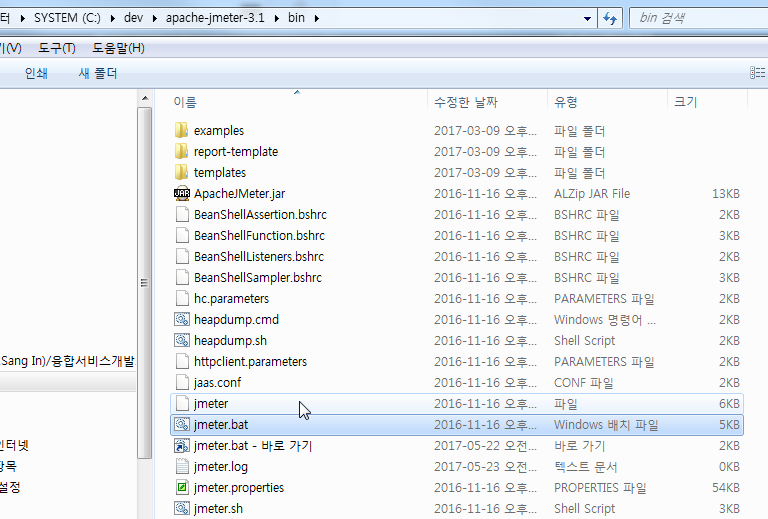 터 ▸ SYSTEM (C:) ▸ dev ▸ apache-jmeter-3.1 ▸ bin ▸ bin 검색
(V) 도구(T) 도움말(H)
인쇄 새 폴더
이름 수정한 날짜 유형 크기
examples 2017-03-09 오후... 파일 폴더
report-template 2017-03-09 오후... 파일 폴더
templates 2017-03-09 오후... 파일 폴더
JAR ApacheJMeter.jar 2016-11-16 오후... ALZip JAR File 13KB
BeanShellAssertion.bshrc 2016-11-16 오후... BSHRC 파일 2KB
BeanShellFunction.bshrc 2016-11-16 오후... BSHRC 파일 3KB
BeanShellListeners.bshrc 2016-11-16 오후... BSHRC 파일 2KB
BeanShellSampler.bshrc 2016-11-16 오후... BSHRC 파일 3KB
hc.parameters 2016-11-16 오후... PARAMETERS 파일 2KB
heapdump.cmd 2016-11-16 오후... Windows 명령어 ... 2KB
heapdump.sh 2016-11-16 오후... Shell Script 2KB
Sang In)/융합서비스개발 httpclient.parameters 2016-11-16 오후... PARAMETERS 파일 2KB
jaas.conf 2016-11-16 오후... CONF 파일 2KB
jmeter 2016-11-16 오후... 파일 6KB
jmeter.bat 2016-11-16 오후... Windows 배치 파일 5KB
인터넷 jmeter.bat - 바로 가기 2017-05-22 오전... 바로 가기 2KB
항목 jmeter.log 2017-05-23 오전... 텍스트 문서 0KB
설정 jmeter.properties 2016-11-16 오후... PROPERTIES 파일 54KB
jmeter.sh 2016-11-16 오후... Shell Script 3KB